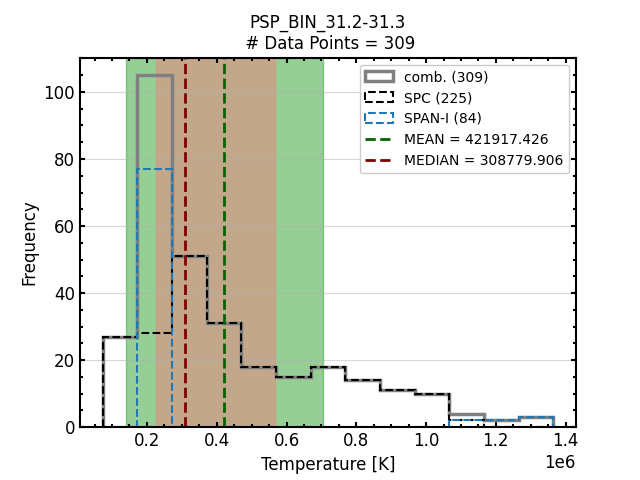 PSP_BIN_31.2-31.3
# Data Points = 309
comb. (309)
SPC (225)
SPAN-I (84)
MEAN = 421917.426
MEDIAN = 308779.906
Frequency
100
80
60
40
20
0
0.2 0.4 0.6 0.8 1.0 1.2 1.4
1e6
Temperature [K]